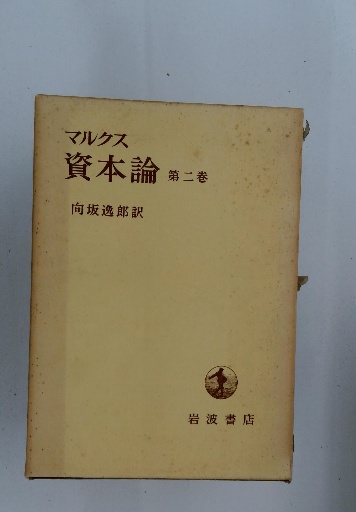 マルクス
資本論 第二巻
向坂逸郎訳
岩波書店